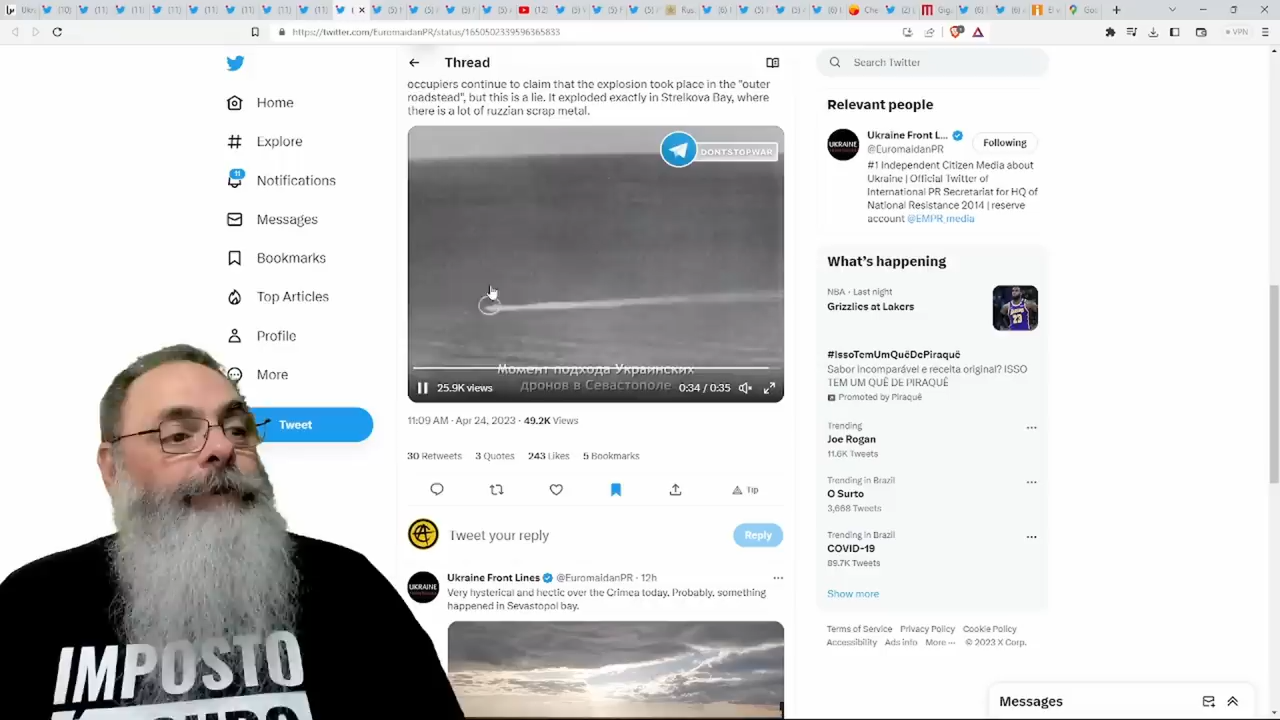 https://twitter.com/EuromaidanPR/status/1650502339596365833
VPN
Home
Explore
11
Notifications
Messages
Bookmarks
Top Articles
Profile
More
Tweet
Thread
occupiers continue to claim that the explosion took place in the "outer
roadstead", but this is a lie. It exploded exactly in Strelkova Bay, where
there is a lot of ruzzian scrap metal.
DONTSTOPWAR
Момент подхода Украинских
дронов в Севастополе
25.9K views
0:34 / 0:35
11:09 AM · Apr 24, 2023 · 49.2K Views
30 Retweets 3 Quotes 243 Likes 5 Bookmarks
Tip
Tweet your reply
Reply
UKRAINE
Ukraine Front Lines @EuromaidanPR · 12h
Very hysterical and hectic over the Crimea today. Probably, something
happened in Sevastopol bay.
Search Twitter
Relevant people
UKRAINE
Ukraine Front L...
@EuromaidanPR
Following
#1 Independent Citizen Media about
Ukraine | Official Twitter of
International PR Secretariat for HQ of
National Resistance 2014 | reserve
account @EMPR_media
What's happening
NBA · Last night
Grizzlies at Lakers
#IssoTemUmQuêDePiraquê
Sabor incomparável e receita original? ISSO
TEM UM QUÊ DE PIRAQUÊ
Promoted by Piraquê
Trending
Joe Rogan
11.6K Tweets
Trending in Brazil
O Surto
3,668 Tweets
Trending in Brazil
COVID-19
89.7K Tweets
Show more
Terms of Service Privacy Policy Cookie Policy
Accessibility Ads info More ··· © 2023 X Corp.
Messages
IMPOSTO